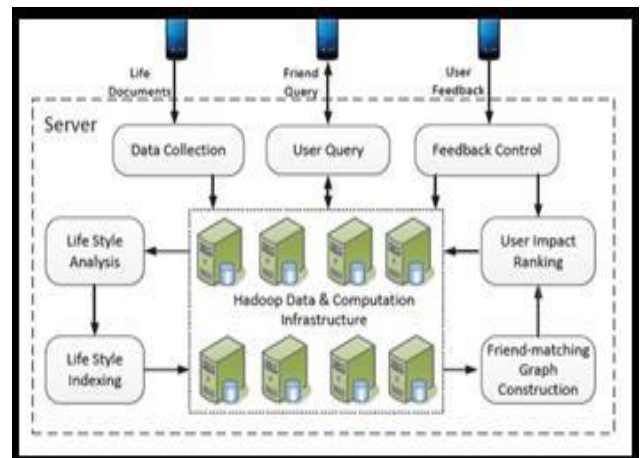 Life
Documents
Friend
Query
User
Feedback
Server
Data Collection
User Query
Feedback Control
Life Style
Analysis
User Impact
Ranking
Hadoop Data & Computation
Infrastructure
Life Style
Indexing
Friend-matching
Graph
Construction